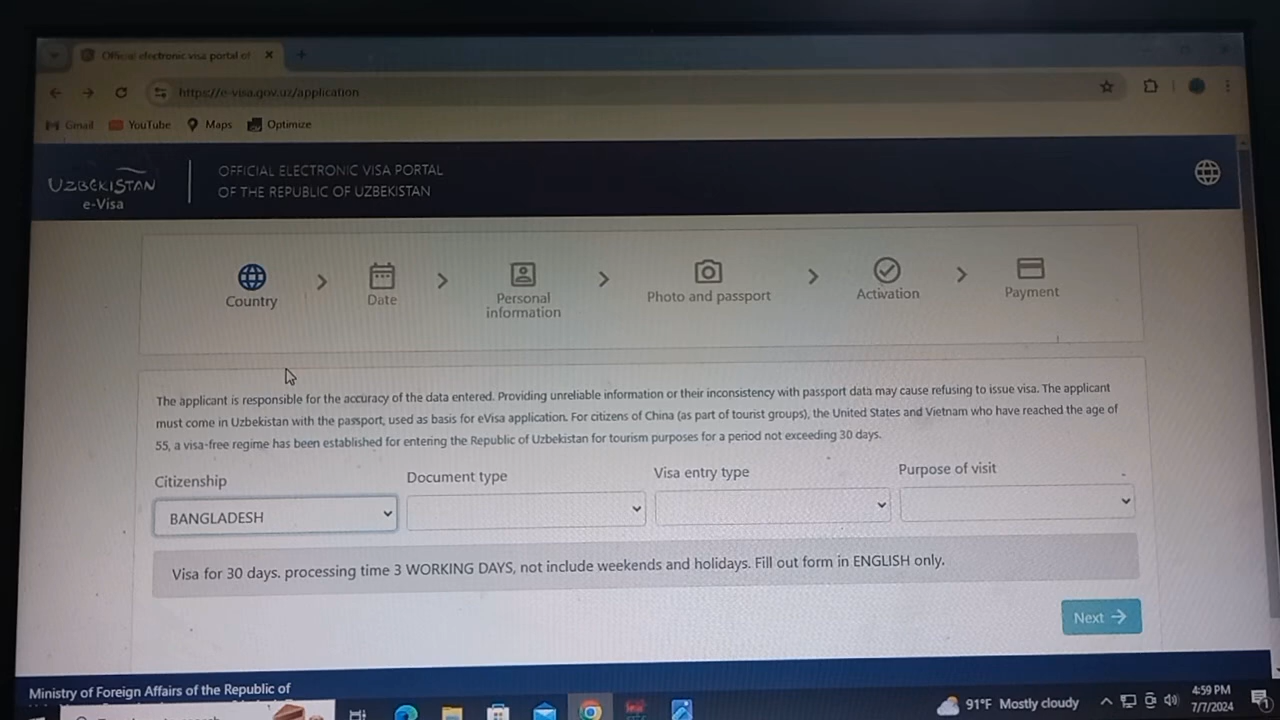 Official electronic visa portal of
https://e-visa.gov.uz/application
Gmail YouTube Maps Optimize
UZBEKISTAN
e-Visa
OFFICIAL ELECTRONIC VISA PORTAL
OF THE REPUBLIC OF UZBEKISTAN
Country
Date
Personal
information
Photo and passport
Activation
Payment
The applicant is responsible for the accuracy of the data entered. Providing unreliable information or their inconsistency with passport data may cause refusing to issue visa. The applicant
must come in Uzbekistan with the passport, used as basis for eVisa application. For citizens of China (as part of tourist groups), the United States and Vietnam who have reached the age of
55, a visa-free regime has been established for entering the Republic of Uzbekistan for tourism purposes for a period not exceeding 30 days.
Citizenship
Document type
Visa entry type
Purpose of visit
BANGLADESH
Visa for 30 days. processing time 3 WORKING DAYS, not include weekends and holidays. Fill out form in ENGLISH only.
Next
Ministry of Foreign Affairs of the Republic of
91°F Mostly cloudy
4:59 PM
7/7/2024
1